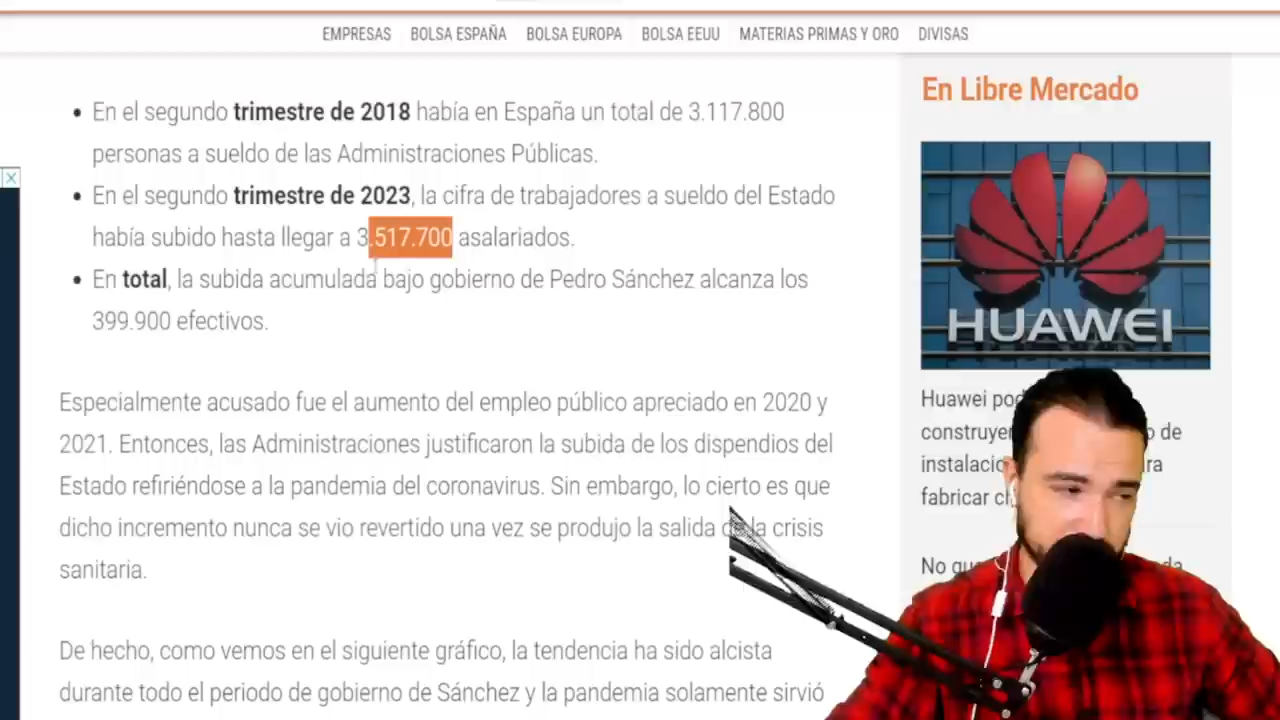 EMPRESAS BOLSA ESPAÑA BOLSA EUROPA BOLSA EEUU MATERIAS PRIMAS Y ORO DIVISAS
En el segundo trimestre de 2018 había en España un total de 3.117.800
personas a sueldo de las Administraciones Públicas.
En el segundo trimestre de 2023, la cifra de trabajadores a sueldo del Estado
había subido hasta llegar a 3.517.700 asalariados.
En total, la subida acumulada bajo gobierno de Pedro Sánchez alcanza los
399.900 efectivos.
Especialmente acusado fue el aumento del empleo público apreciado en 2020 y
2021. Entonces, las Administraciones justificaron la subida de los dispendios del
Estado refiriéndose a la pandemia del coronavirus. Sin embargo, lo cierto es que
dicho incremento nunca se vio revertido una vez se produjo la salida de la crisis
sanitaria.
De hecho, como vemos en el siguiente gráfico, la tendencia ha sido alcista
durante todo el periodo de gobierno de Sánchez y la pandemia solamente sirvió
En Libre Mercado
HUAWEI
Huawei
de
fabricar
No